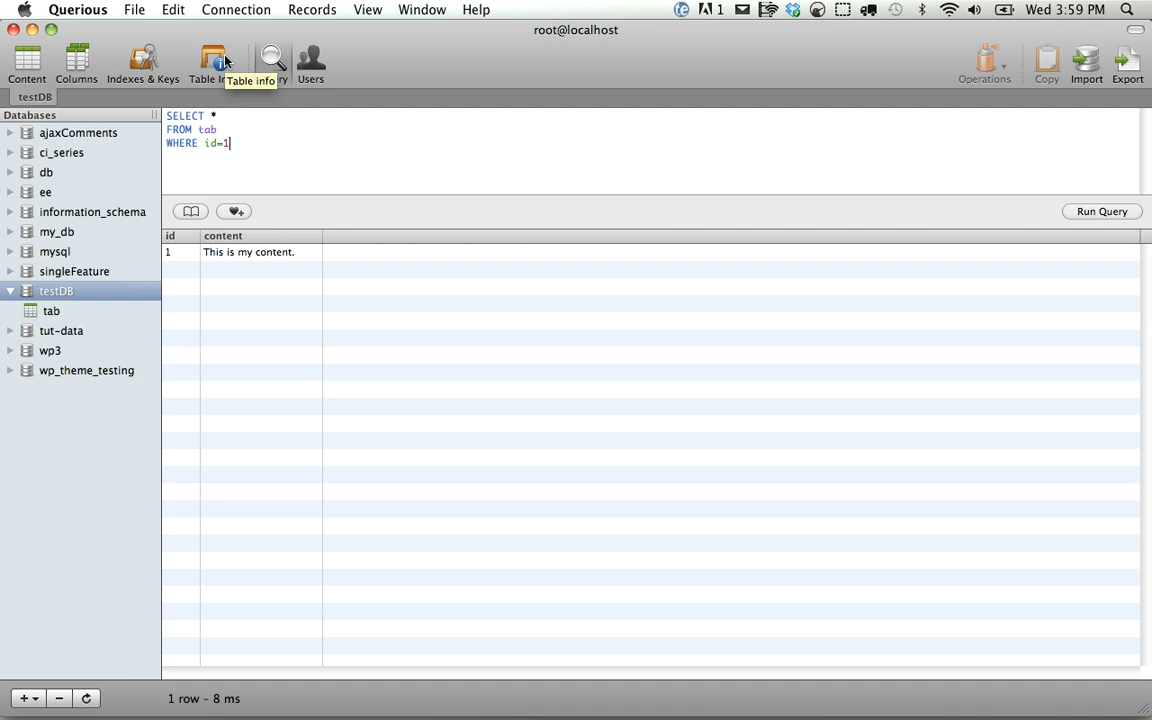 Querious File Edit Connection Records View Window Help 1 Wed 3:59 PM
root@localhost
Content Columns Indexes & Keys Table In Users Operations Copy Import Export
Table info
testDB
Databases
ajaxComments
ci_series
db
ee
information_schema
my_db
mysql
singleFeature
testDB
tab
tut-data
wp3
wp_theme_testing
SELECT *
FROM tab
WHERE id=1
Run Query
id content
1 This is my content.
1 row - 8 ms